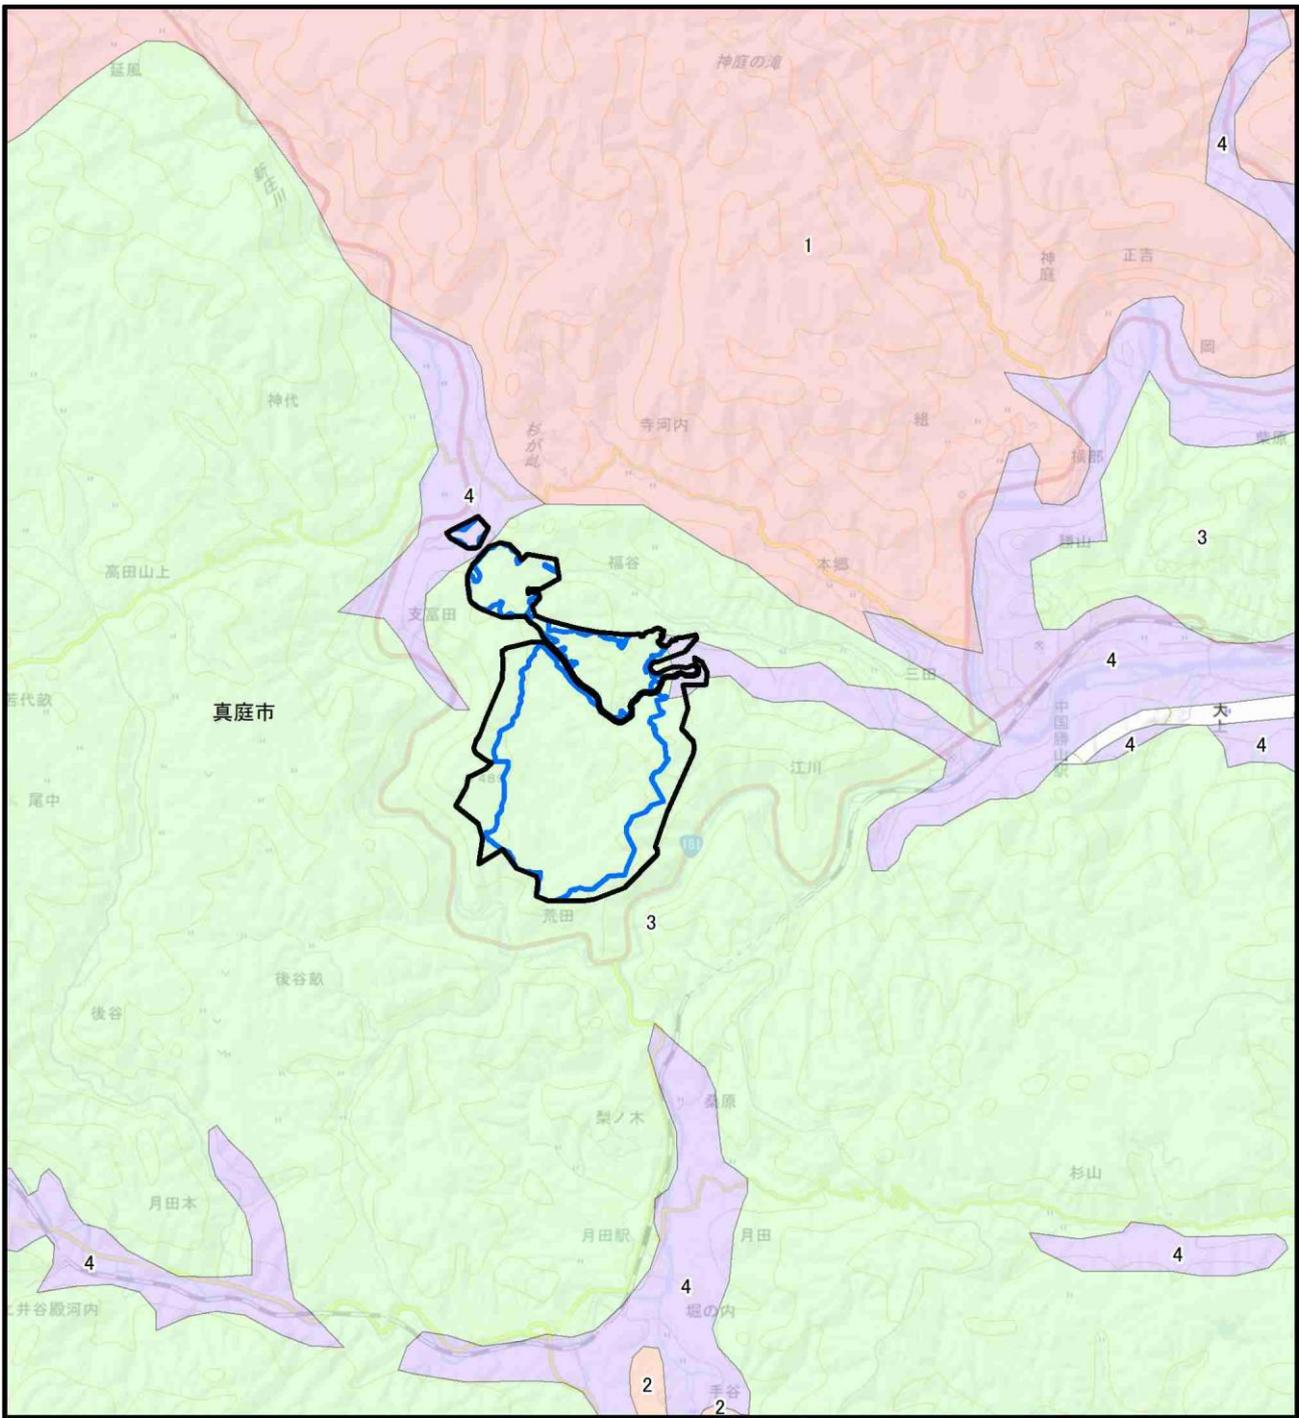 神庭の滝
延風
4
新庄川
1
神庭
正吉
岡
神代
杉が乢
寺河内
組
柴原
横部
4
3
勝山
高田山上
福谷
本郷
支冨田
4
三田
若代畝
真庭市
中国勝山駅
大上
4
4
江川
尾中
181
荒田
3
後谷畝
後谷
桑原
梨ノ木
杉山
月田本
月田駅
月田
4
4
4
井谷殿河内
堀の内
2
手谷
2